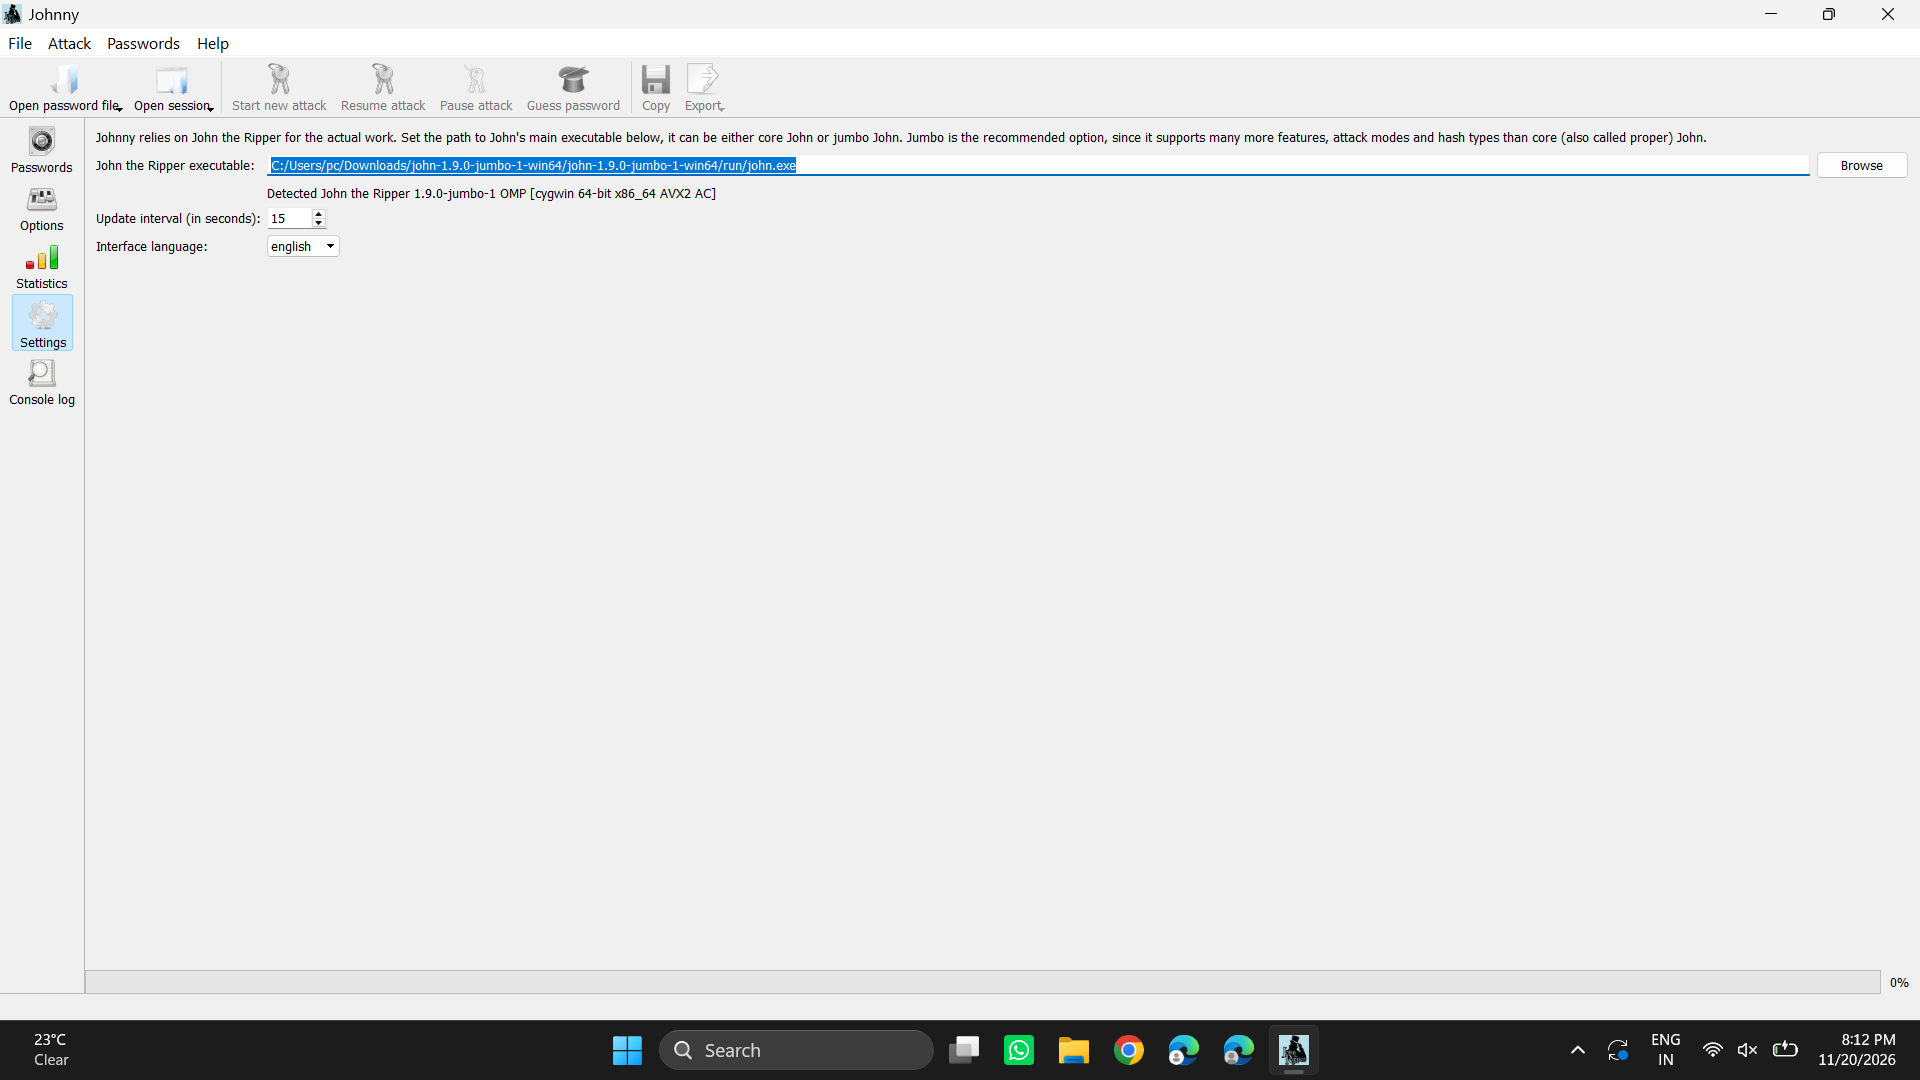 Johnny
File Attack Passwords Help
Open password file Open session Start new attack Resume attack Pause attack Guess password Copy Export
Passwords
Options
Statistics
Settings
Console log
Johnny relies on John the Ripper for the actual work. Set the path to John's main executable below, it can be either core John or jumbo John. Jumbo is the recommended option, since it supports many more features, attack modes and hash types than core (also called proper) John.
John the Ripper executable: C:/Users/pc/Downloads/john-1.9.0-jumbo-1-win64/john-1.9.0-jumbo-1-win64/run/john.exe Browse
Detected John the Ripper 1.9.0-jumbo-1 OMP [cygwin 64-bit x86_64 AVX2 AC]
Update interval (in seconds): 15
Interface language: english
0%
23°C
Clear
Search
ENG
IN
8:12 PM
11/20/2026